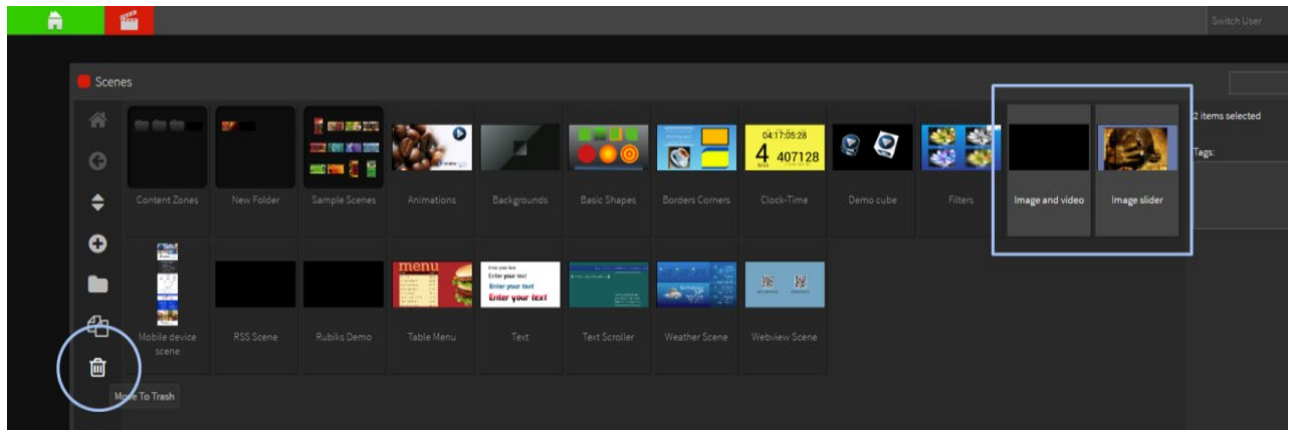 Switch User
Scenes
2 items selected
Tags:
04:17:05:28
4 407128
Content Zones
New Folder
Sample Scenes
Animations
Backgrounds
Basic Shapes
Borders Corners
Clock-Time
Demo cube
Filters
Image and video
Image slider
menu
Enter your text
Enter your text
Enter your text
Enter your text
Mobile device
scene
RSS Scene
Rubiks Demo
Table Menu
Text
Text Scroller
Weather Scene
Webview Scene
Move To Trash